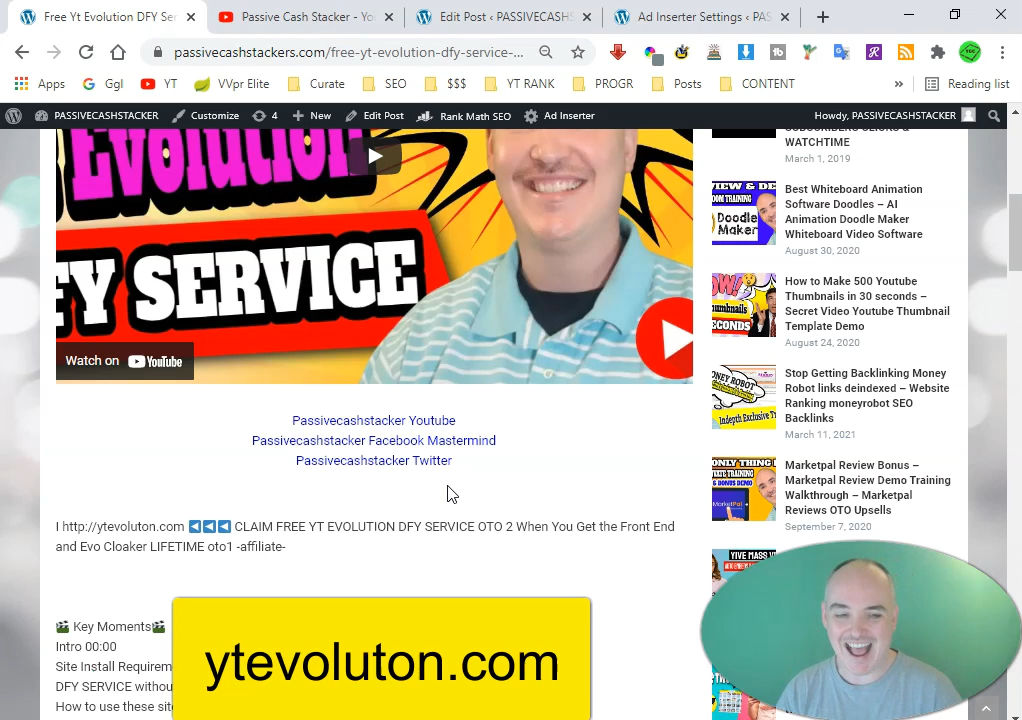 Free Yt Evolution DFY Ser
Passive Cash Stacker - Yo
Edit Post ‹ PASSIVECASHS
Ad Inserter Settings ‹ PAS
passivecashstackers.com/free-yt-evolution-dfy-service-...
Apps
Ggl
YT
VVpr Elite
Curate
SEO
$$$
YT RANK
PROGR
Posts
CONTENT
»
Reading list
PASSIVECASHSTACKER
Customize
4
New
Edit Post
Rank Math SEO
Ad Inserter
Howdy, PASSIVECASHSTACKER
Evolution
FY SERVICE
Watch on YouTube
Passivecashstacker Youtube
Passivecashstacker Facebook Mastermind
Passivecashstacker Twitter
I http://ytevoluton.com ◀◀◀ CLAIM FREE YT EVOLUTION DFY SERVICE OTO 2 When You Get the Front End
and Evo Cloaker LIFETIME oto1 -affiliate-
🎬 Key Moments🎬
Intro 00:00
Site Install Requirem
DFY SERVICE withou
How to use these sit
ytevoluton.com
SUBSCRIBERS CLICKS &
WATCHTIME
March 1, 2019
Best Whiteboard Animation
Software Doodles – AI
Animation Doodle Maker
Whiteboard Video Software
August 30, 2020
How to Make 500 Youtube
Thumbnails in 30 seconds –
Secret Video Youtube Thumbnail
Template Demo
August 24, 2020
Stop Getting Backlinking Money
Robot links deindexed – Website
Ranking moneyrobot SEO
Backlinks
March 11, 2021
Marketpal Review Bonus –
Marketpal Review Demo Training
Walkthrough – Marketpal
Reviews OTO Upsells
September 7, 2020